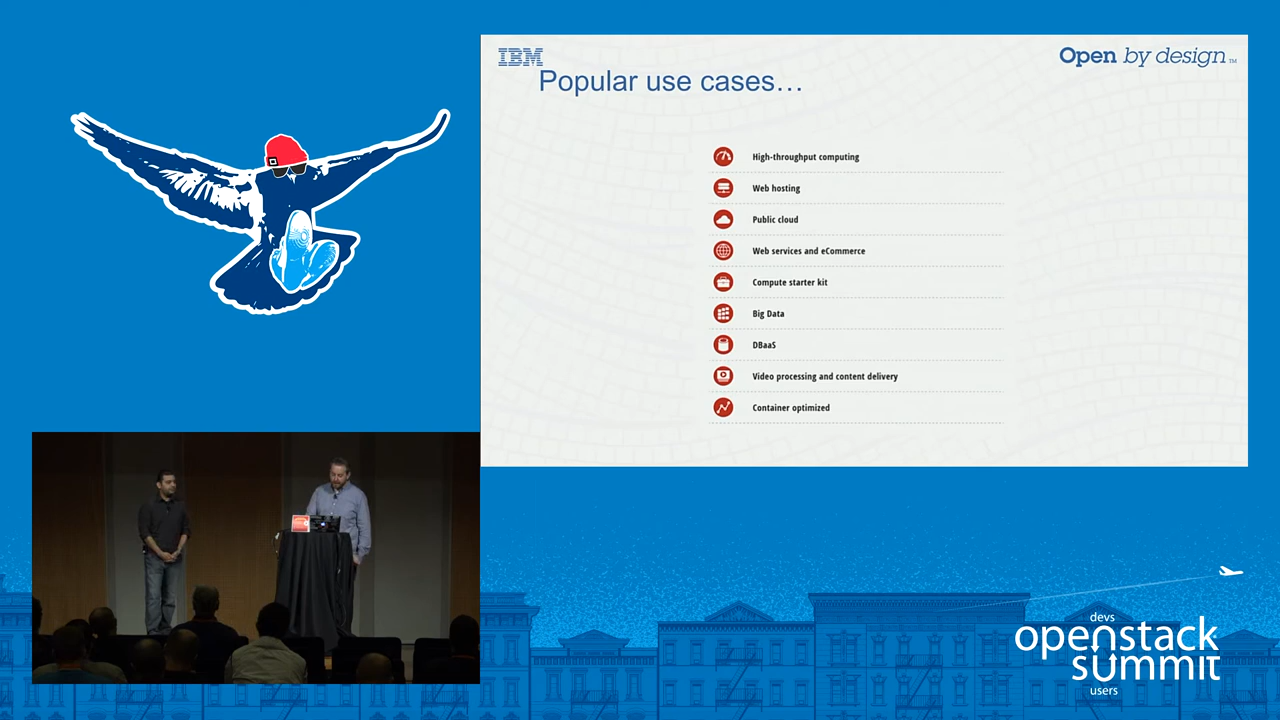 IBM
Open by design™
Popular use cases…
High-throughput computing
Web hosting
Public cloud
Web services and eCommerce
Compute starter kit
Big Data
DBaaS
Video processing and content delivery
Container optimized
devs
openstack
summit
users